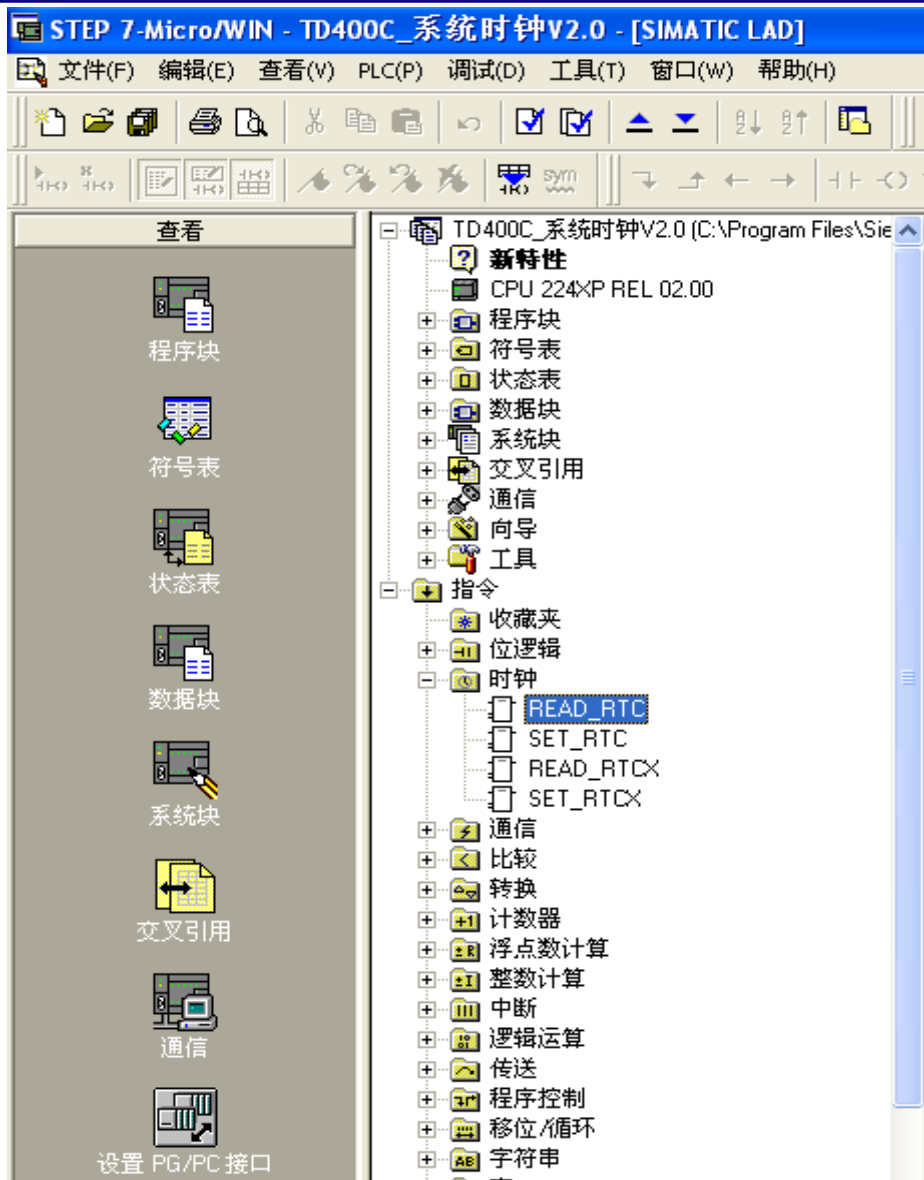 STEP 7-Micro/WIN - TD400C_系统时钟V2.0 - [SIMATIC LAD]
文件(F) 编辑(E) 查看(V) PLC(P) 调试(D) 工具(T) 窗口(W) 帮助(H)
sym
查看
程序块
符号表
状态表
数据块
系统块
交叉引用
通信
设置 PG/PC 接口
TD400C_系统时钟V2.0 (C:\Program Files\Sie
新特性
CPU 224XP REL 02.00
程序块
符号表
状态表
数据块
系统块
交叉引用
通信
向导
工具
指令
收藏夹
位逻辑
时钟
READ_RTC
SET_RTC
READ_RTCX
SET_RTCX
通信
比较
转换
计数器
浮点数计算
整数计算
中断
逻辑运算
传送
程序控制
移位/循环
字符串